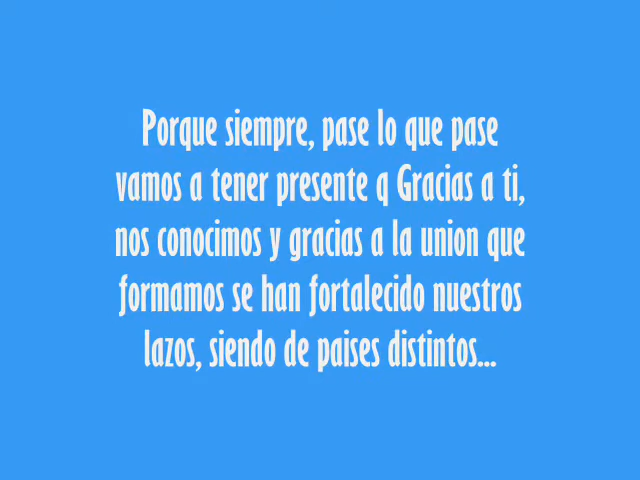 Porque siempre, pase lo que pase
vamos a tener presente q Gracias a ti,
nos conocimos y gracias a la union que
formamos se han fortalecido nuestros
lazos, siendo de paises distintos...